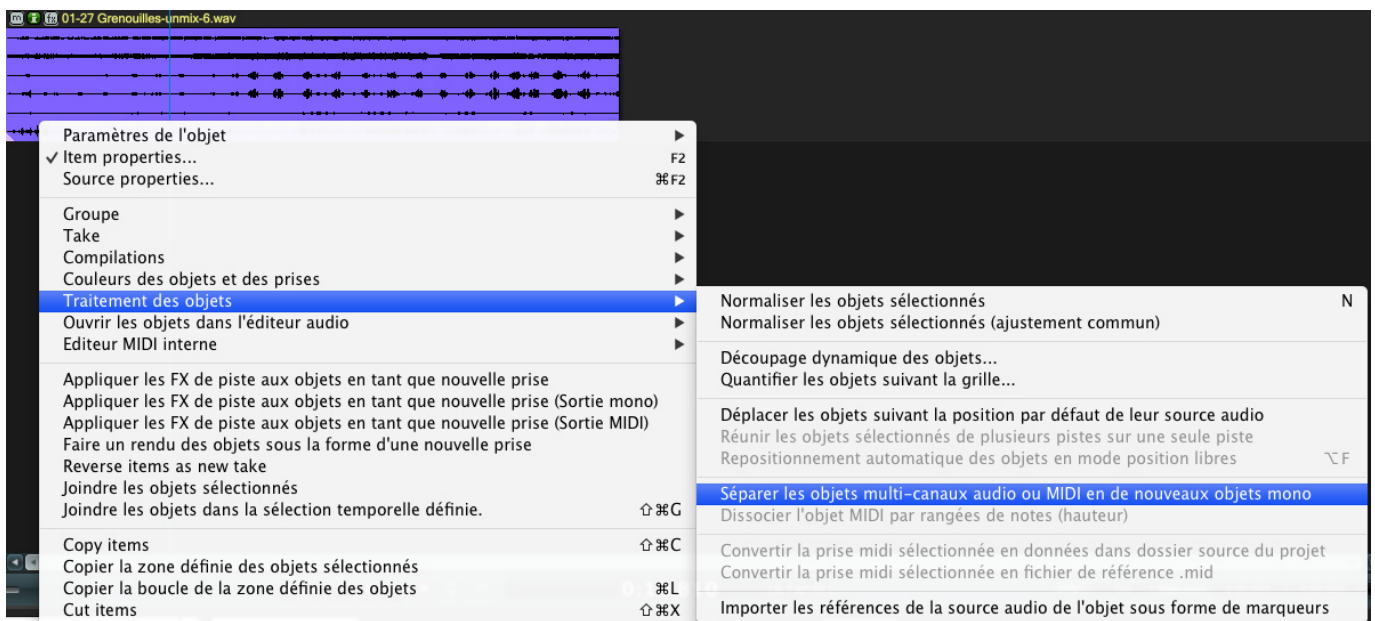 01-27 Grenouilles-unmix-6.wav
Paramètres de l'objet
✓ Item properties... F2
Source properties... ⌘F2
Groupe
Take
Compilations
Couleurs des objets et des prises
Traitement des objets
Ouvrir les objets dans l'éditeur audio
Editeur MIDI interne
Appliquer les FX de piste aux objets en tant que nouvelle prise
Appliquer les FX de piste aux objets en tant que nouvelle prise (Sortie mono)
Appliquer les FX de piste aux objets en tant que nouvelle prise (Sortie MIDI)
Faire un rendu des objets sous la forme d'une nouvelle prise
Reverse items as new take
Joindre les objets sélectionnés
Joindre les objets dans la sélection temporelle définie. ⇧⌘G
Copy items ⇧⌘C
Copier la zone définie des objets sélectionnés
Copier la boucle de la zone définie des objets ⌘L
Cut items ⇧⌘X
Normaliser les objets sélectionnés N
Normaliser les objets sélectionnés (ajustement commun)
Découpage dynamique des objets...
Quantifier les objets suivant la grille...
Déplacer les objets suivant la position par défaut de leur source audio
Réunir les objets sélectionnés de plusieurs pistes sur une seule piste
Repositionnement automatique des objets en mode position libres ⌥F
Séparer les objets multi-canaux audio ou MIDI en de nouveaux objets mono
Dissocier l'objet MIDI par rangées de notes (hauteur)
Convertir la prise midi sélectionnée en données dans dossier source du projet
Convertir la prise midi sélectionnée en fichier de référence .mid
Importer les références de la source audio de l'objet sous forme de marqueurs